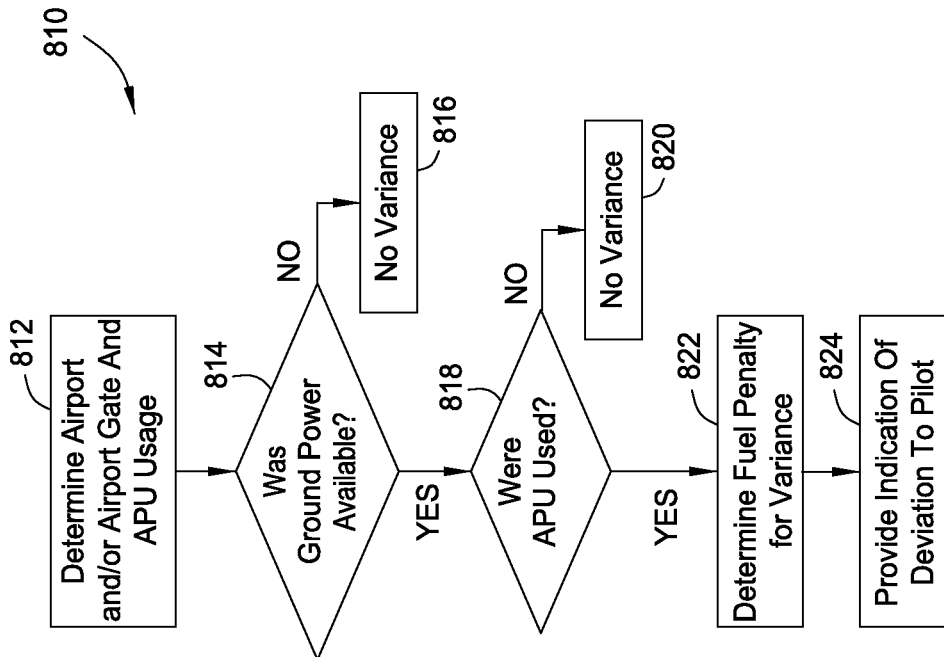 810
812
Determine Airport
and/or Airport Gate And
APU Usage
814
Was
Ground Power
Available?
NO
816
No Variance
YES
818
Were
APU Used?
NO
820
No Variance
YES
822
Determine Fuel Penalty
for Variance
824
Provide Indication Of
Deviation To Pilot